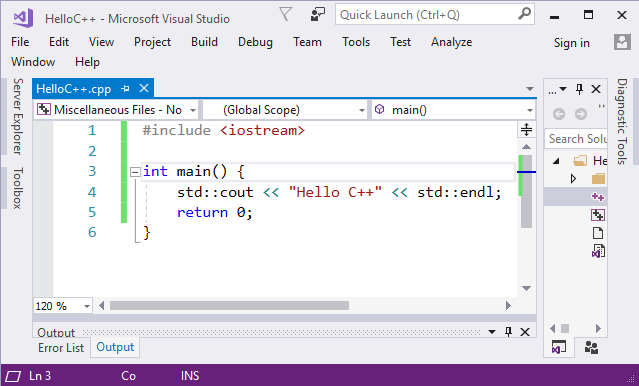 HelloC++ - Microsoft Visual Studio
Quick Launch (Ctrl+Q)
File Edit View Project Build Debug Team Tools Test Analyze Sign in
Window Help
Server Explorer
Toolbox
HelloC++.cpp
Miscellaneous Files - No (Global Scope) main()
1 #include <iostream>
2
3 int main() {
4 std::cout << "Hello C++" << std::endl;
5 return 0;
6 }
120 %
Output
Error List Output
...
Search Solu
He
Diagnostic Tools
Ln 3 Co INS